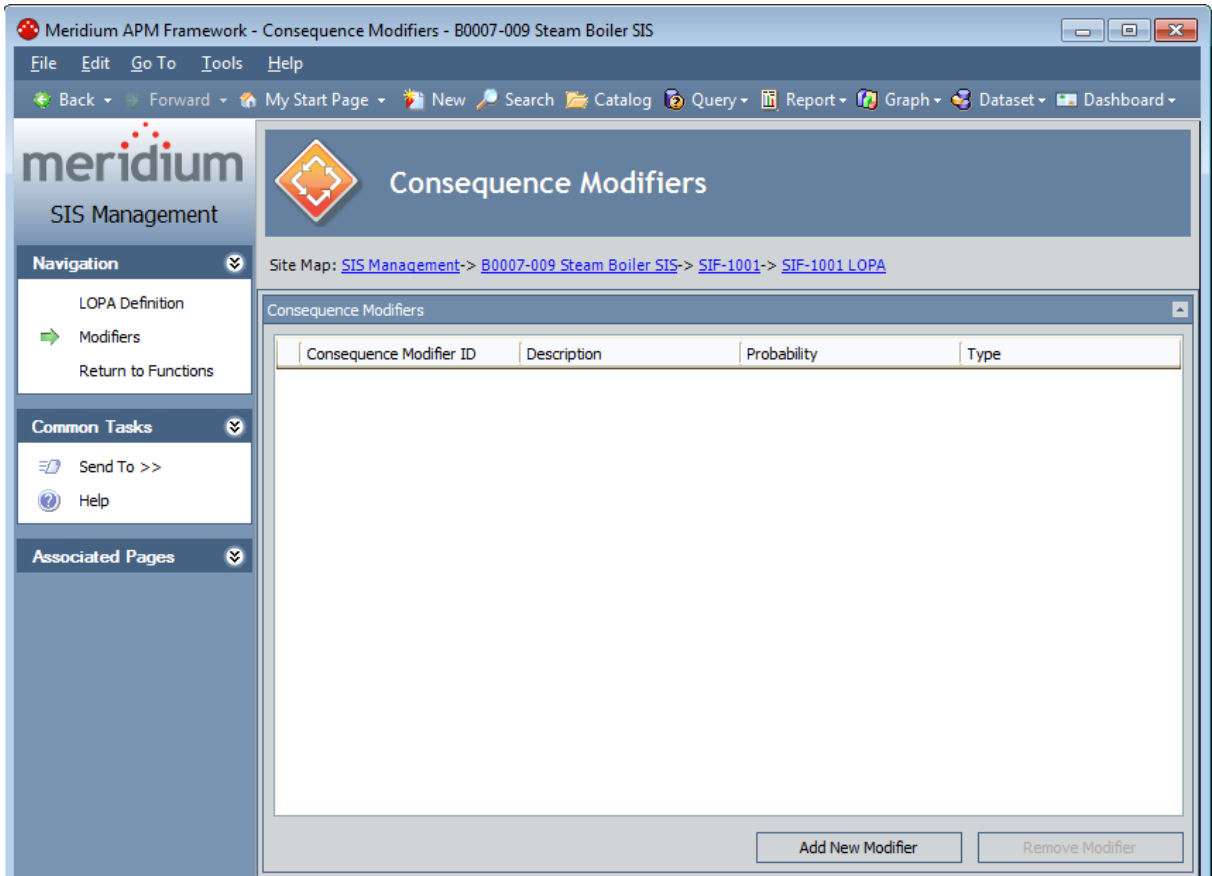 Meridium APM Framework - Consequence Modifiers - B0007-009 Steam Boiler SIS
File Edit Go To Tools Help
Back Forward My Start Page New Search Catalog Query Report Graph Dataset Dashboard
meridium
SIS Management
Consequence Modifiers
Navigation
LOPA Definition
Modifiers
Return to Functions
Common Tasks
Send To >>
Help
Associated Pages
Site Map: SIS Management-> B0007-009 Steam Boiler SIS-> SIF-1001-> SIF-1001 LOPA
Consequence Modifiers
Consequence Modifier ID Description Probability Type
Add New Modifier Remove Modifier